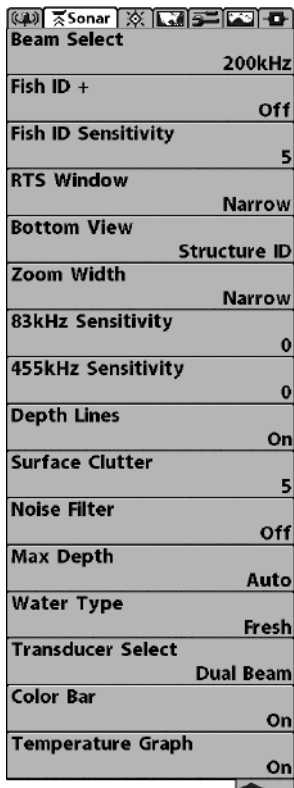 Sonar
Beam Select
200kHz
Fish ID +
Off
Fish ID Sensitivity
5
RTS Window
Narrow
Bottom View
Structure ID
Zoom Width
Narrow
83kHz Sensitivity
0
455kHz Sensitivity
0
Depth Lines
On
Surface Clutter
5
Noise Filter
Off
Max Depth
Auto
Water Type
Fresh
Transducer Select
Dual Beam
Color Bar
On
Temperature Graph
On